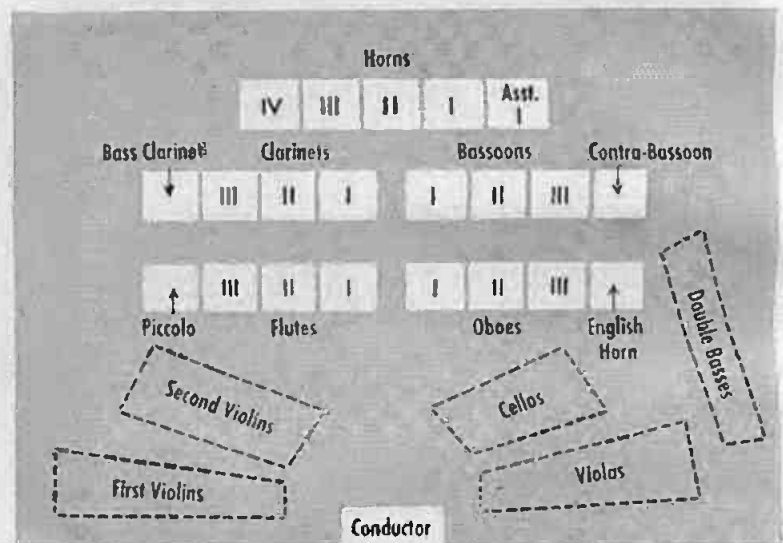 Horns
IV III II I Asst. I
Bass Clarinet Clarinets Bassoons Contra-Bassoon
III II I I II III
III II I I II III
Piccolo Flutes Oboes English Horn
Double Basses
Second Violins Cellos
First Violins Violas
Conductor